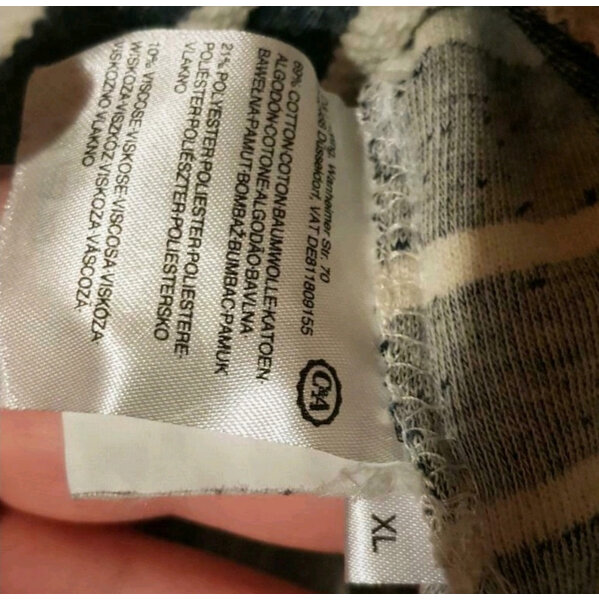 Wanheimer Str. 70
Düsseldorf, VAT DE811809155
69% COTTON·COTON·BAUMWOLLE·KATOEN
ALGODÓN·COTONE·ALGODÃO·BAVLNA
BAWEŁNA·PAMUT·BOMBAŽ·BUMBAC·PAMUK
21% POLYESTER·POLIESTER·POLIESTERE
POLIÉSTER·POLIÉSZTER·POLIESTERSKO
VLAKNO
10% VISCOSE·VISKOSE·VISCOSA·VISKÓZA
WISKOZA·VISZKÓZ·VISKOZA·VÂSCOZĂ
VISKOZNO VLAKNO
C&A
XL